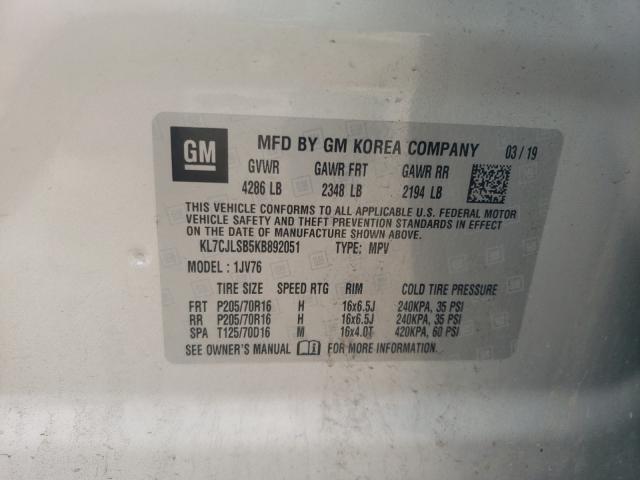 GM
MFD BY GM KOREA COMPANY 03 / 19
GVWR GAWR FRT GAWR RR
4286 LB 2348 LB 2194 LB
THIS VEHICLE CONFORMS TO ALL APPLICABLE U.S. FEDERAL MOTOR
VEHICLE SAFETY AND THEFT PREVENTION STANDARDS IN EFFECT ON
THE DATE OF MANUFACTURE SHOWN ABOVE.
KL7CJLSB5KB892051 TYPE: MPV
MODEL : 1JV76
TIRE SIZE SPEED RTG RIM COLD TIRE PRESSURE
FRT P205/70R16 H 16x6.5J 240KPA, 35 PSI
RR P205/70R16 H 16x6.5J 240KPA, 35 PSI
SPA T125/70D16 M 16x4.0T 420KPA, 60 PSI
SEE OWNER'S MANUAL FOR MORE INFORMATION.